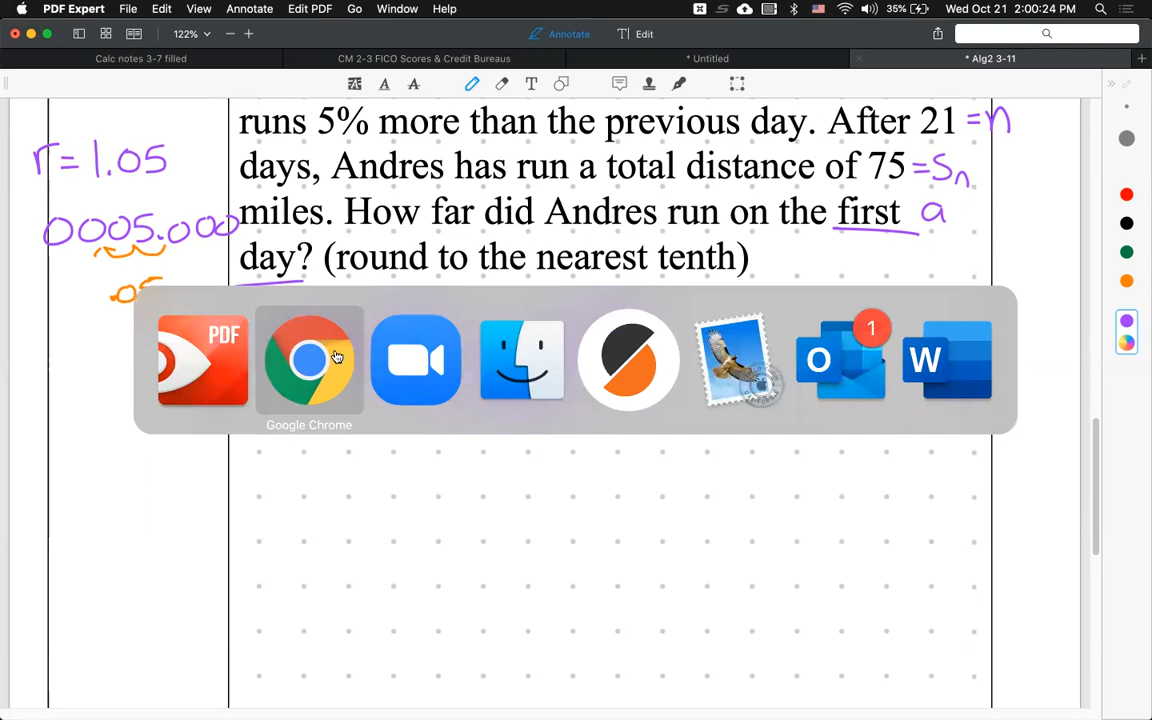 PDF Expert File Edit View Annotate Edit PDF Go Window Help 35% Wed Oct 21 2:00:24 PM
122% Annotate Edit
Calc notes 3-7 filled CM 2-3 FICO Scores & Credit Bureaus * Untitled * Alg2 3-11
A A T
runs 5% more than the previous day. After 21 =n
r=1.05 days, Andres has run a total distance of 75 =Sn
0005.000 miles. How far did Andres run on the first a
day? (round to the nearest tenth)
.05
PDF O 1 W
Google Chrome